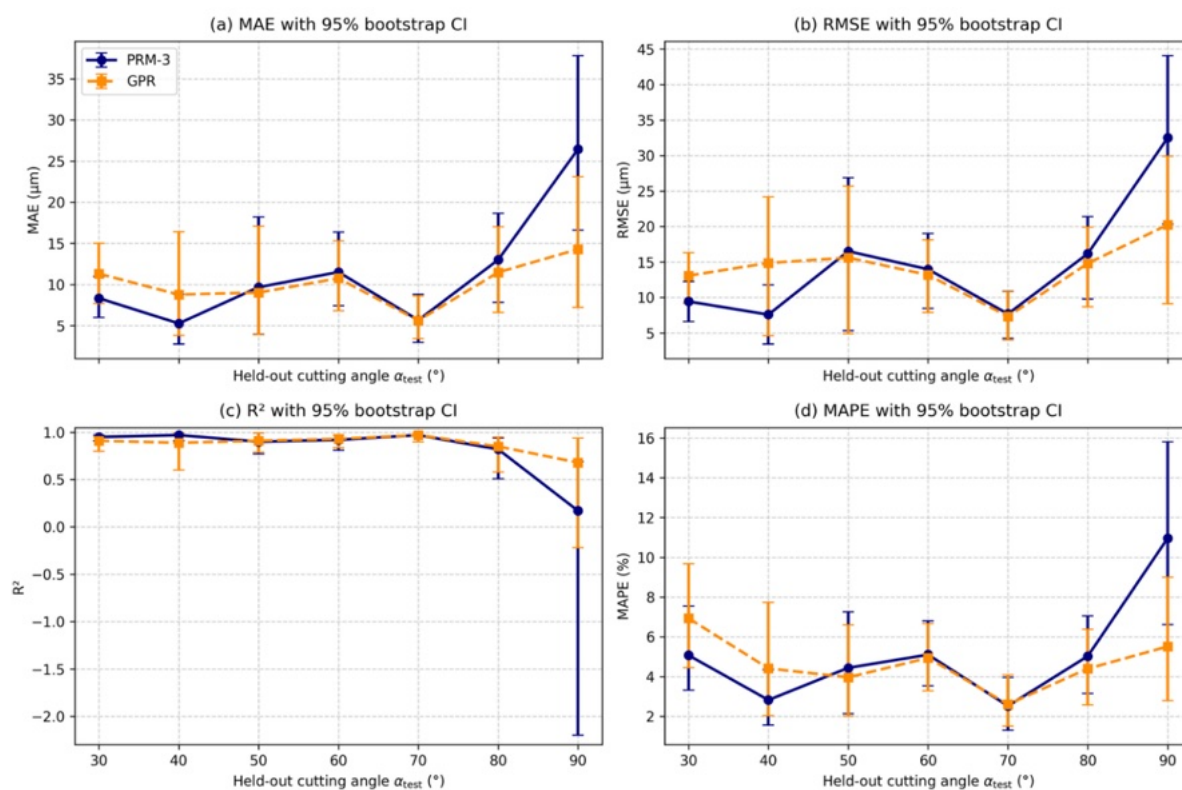 (a) MAE with 95% bootstrap CI
PRM-3
GPR
35
30
25
20
15
10
5
MAE (µm)
Held-out cutting angle αtest (°)
(b) RMSE with 95% bootstrap CI
45
40
35
30
25
20
15
10
5
RMSE (µm)
Held-out cutting angle αtest (°)
(c) R² with 95% bootstrap CI
1.0
0.5
0.0
−0.5
−1.0
−1.5
−2.0
R²
30 40 50 60 70 80 90
Held-out cutting angle αtest (°)
(d) MAPE with 95% bootstrap CI
16
14
12
10
8
6
4
2
MAPE (%)
30 40 50 60 70 80 90
Held-out cutting angle αtest (°)